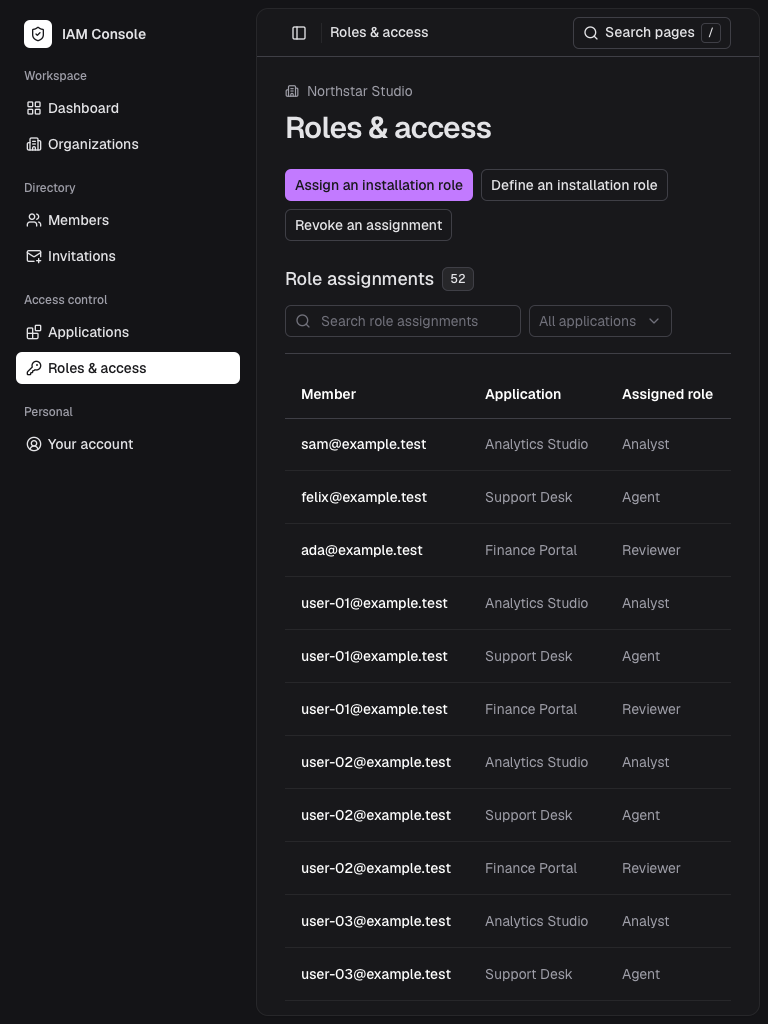 IAM Console
Workspace
Dashboard
Organizations
Directory
Members
Invitations
Access control
Applications
Roles & access
Personal
Your account
Roles & access
Search pages /
Northstar Studio
Roles & access
Assign an installation role
Define an installation role
Revoke an assignment
Role assignments 52
Search role assignments
All applications
Member Application Assigned role
sam@example.test Analytics Studio Analyst
felix@example.test Support Desk Agent
ada@example.test Finance Portal Reviewer
user-01@example.test Analytics Studio Analyst
user-01@example.test Support Desk Agent
user-01@example.test Finance Portal Reviewer
user-02@example.test Analytics Studio Analyst
user-02@example.test Support Desk Agent
user-02@example.test Finance Portal Reviewer
user-03@example.test Analytics Studio Analyst
user-03@example.test Support Desk Agent